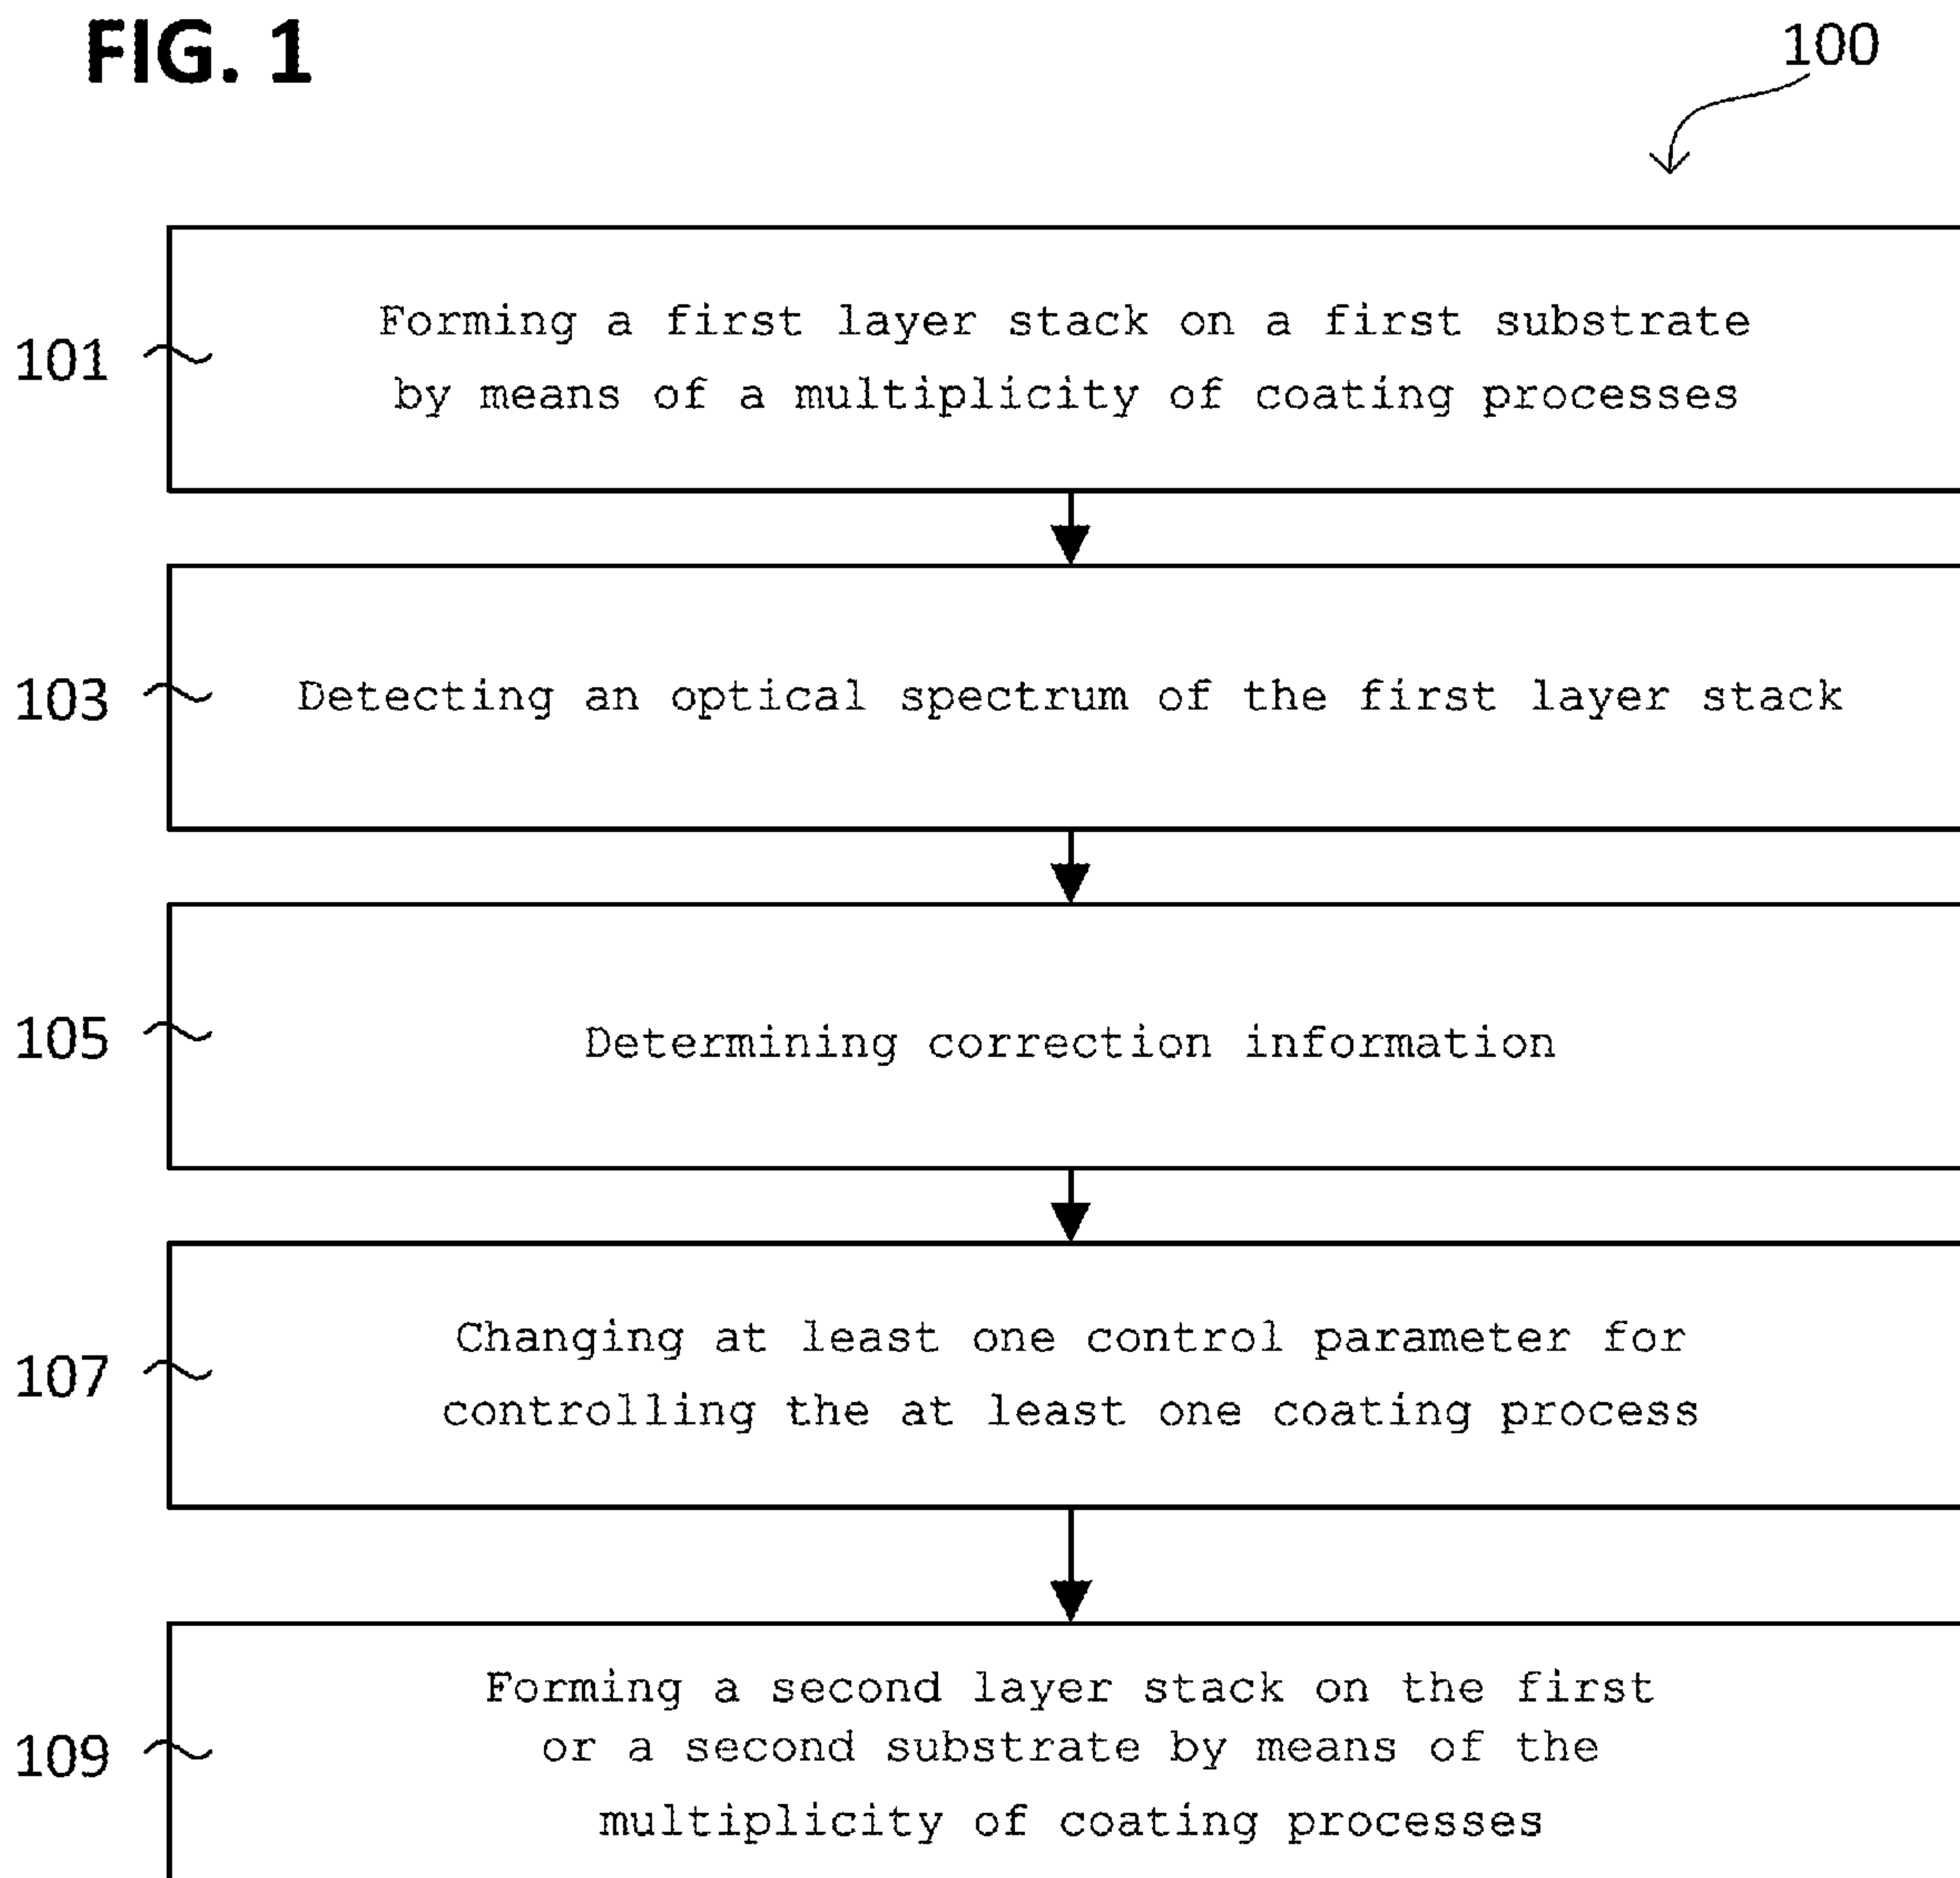 FIG. 1
100
101
Forming a first layer stack on a first substrate
by means of a multiplicity of coating processes
103
Detecting an optical spectrum of the first layer stack
105
Determining correction information
107
Changing at least one control parameter for
controlling the at least one coating process
109
Forming a second layer stack on the first
or a second substrate by means of the
multiplicity of coating processes